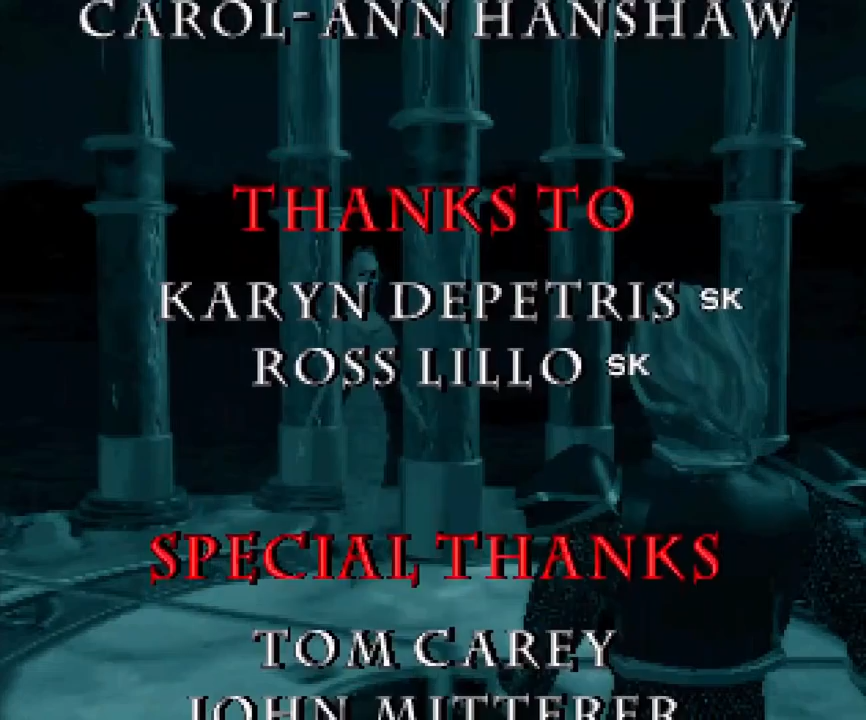 CAROL-ANN HANSHAW
THANKS TO
KARYN DEPETRIS SK
ROSS LILLO SK
SPECIAL THANKS
TOM CAREY
JOHN MITTERER